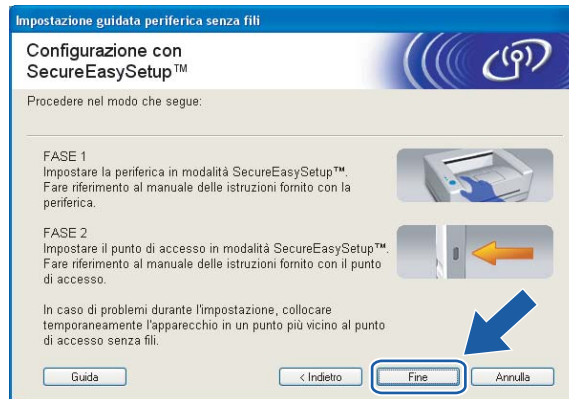 Impostazione guidata periferica senza fili
Configurazione con
SecureEasySetup™
Procedere nel modo che segue:
FASE 1
Impostare la periferica in modalità SecureEasySetup™.
Fare riferimento al manuale delle istruzioni fornito con la
periferica.
FASE 2
Impostare il punto di accesso in modalità SecureEasySetup™.
Fare riferimento al manuale delle istruzioni fornito con il punto
di accesso.
In caso di problemi durante l'impostazione, collocare
temporaneamente l'apparecchio in un punto più vicino al punto
di accesso senza fili.
Guida
< Indietro
Fine
Annulla